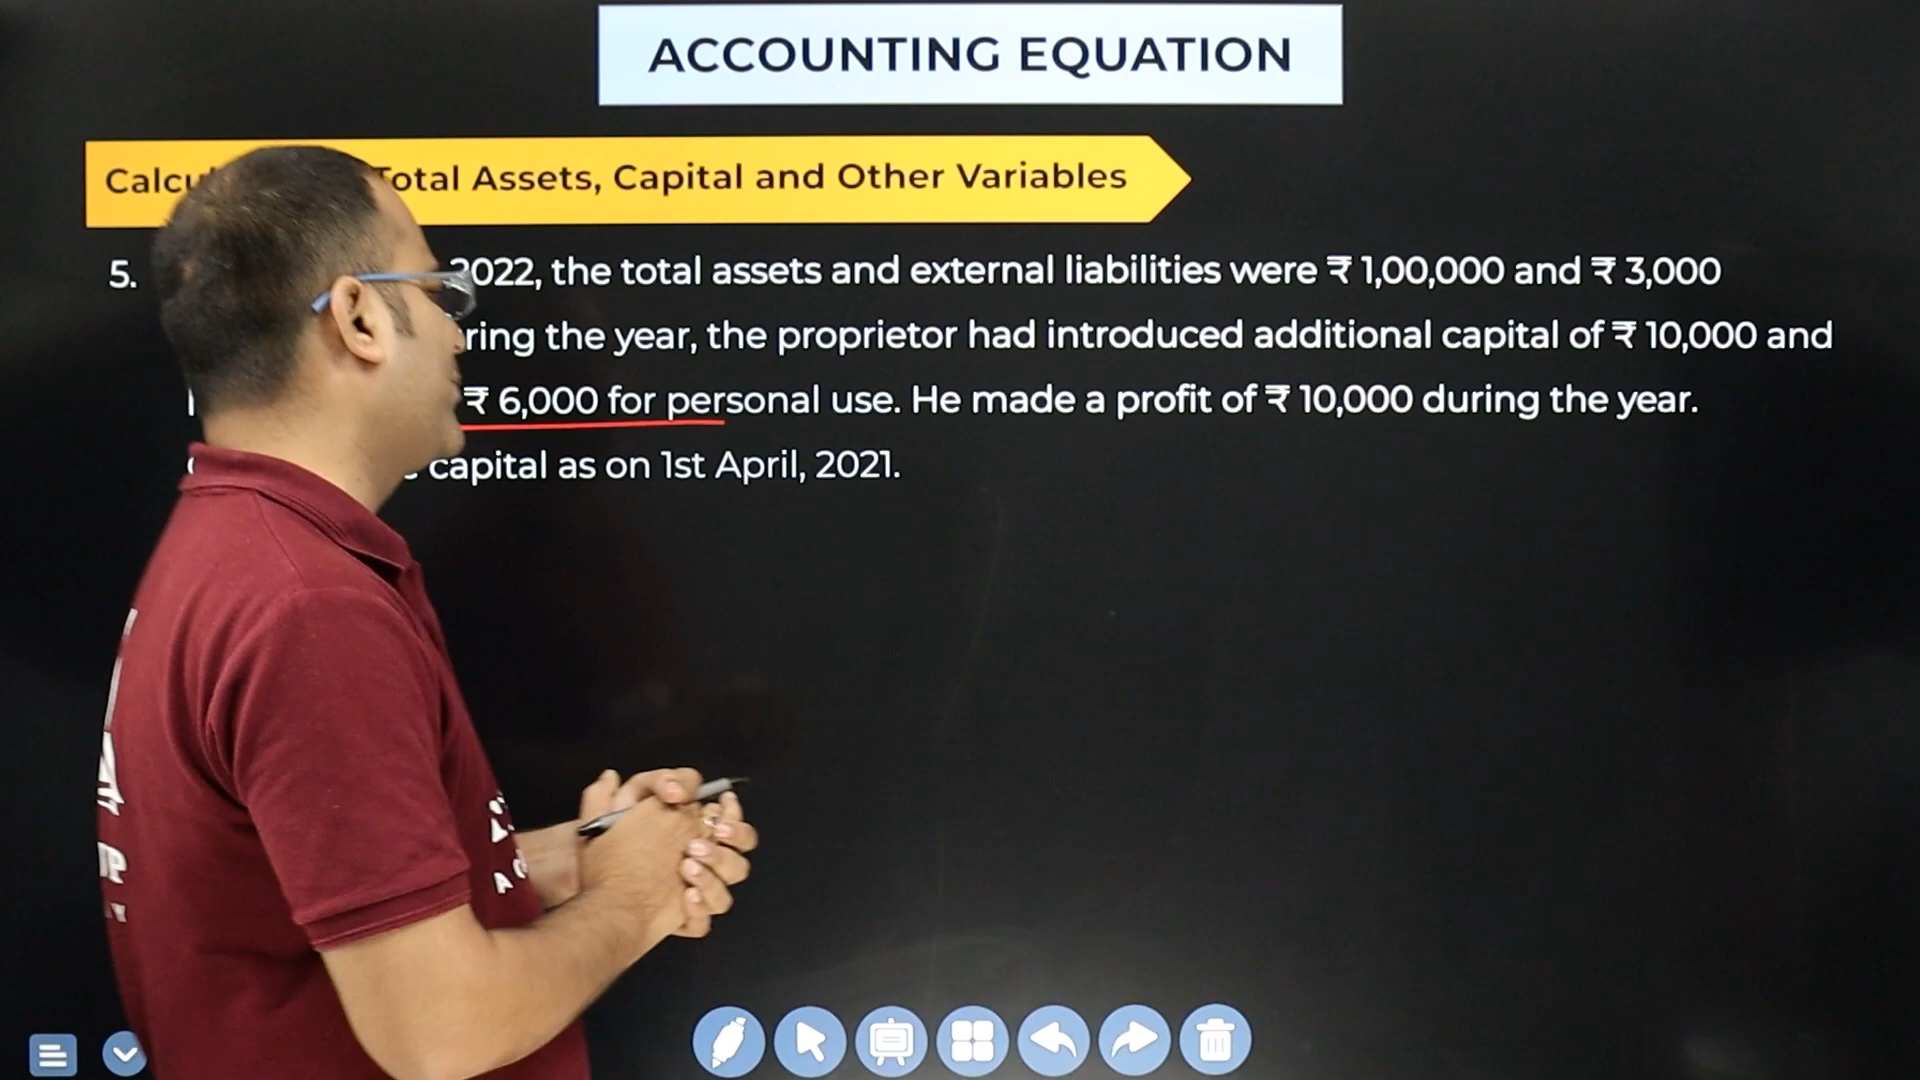 ACCOUNTING EQUATION
Total Assets, Capital and Other Variables
5. 2022, the total assets and external liabilities were ₹ 1,00,000 and ₹ 3,000
the year, the proprietor had introduced additional capital of ₹ 10,000 and
₹ 6,000 for personal use. He made a profit of ₹ 10,000 during the year.
capital as on 1st April, 2021.